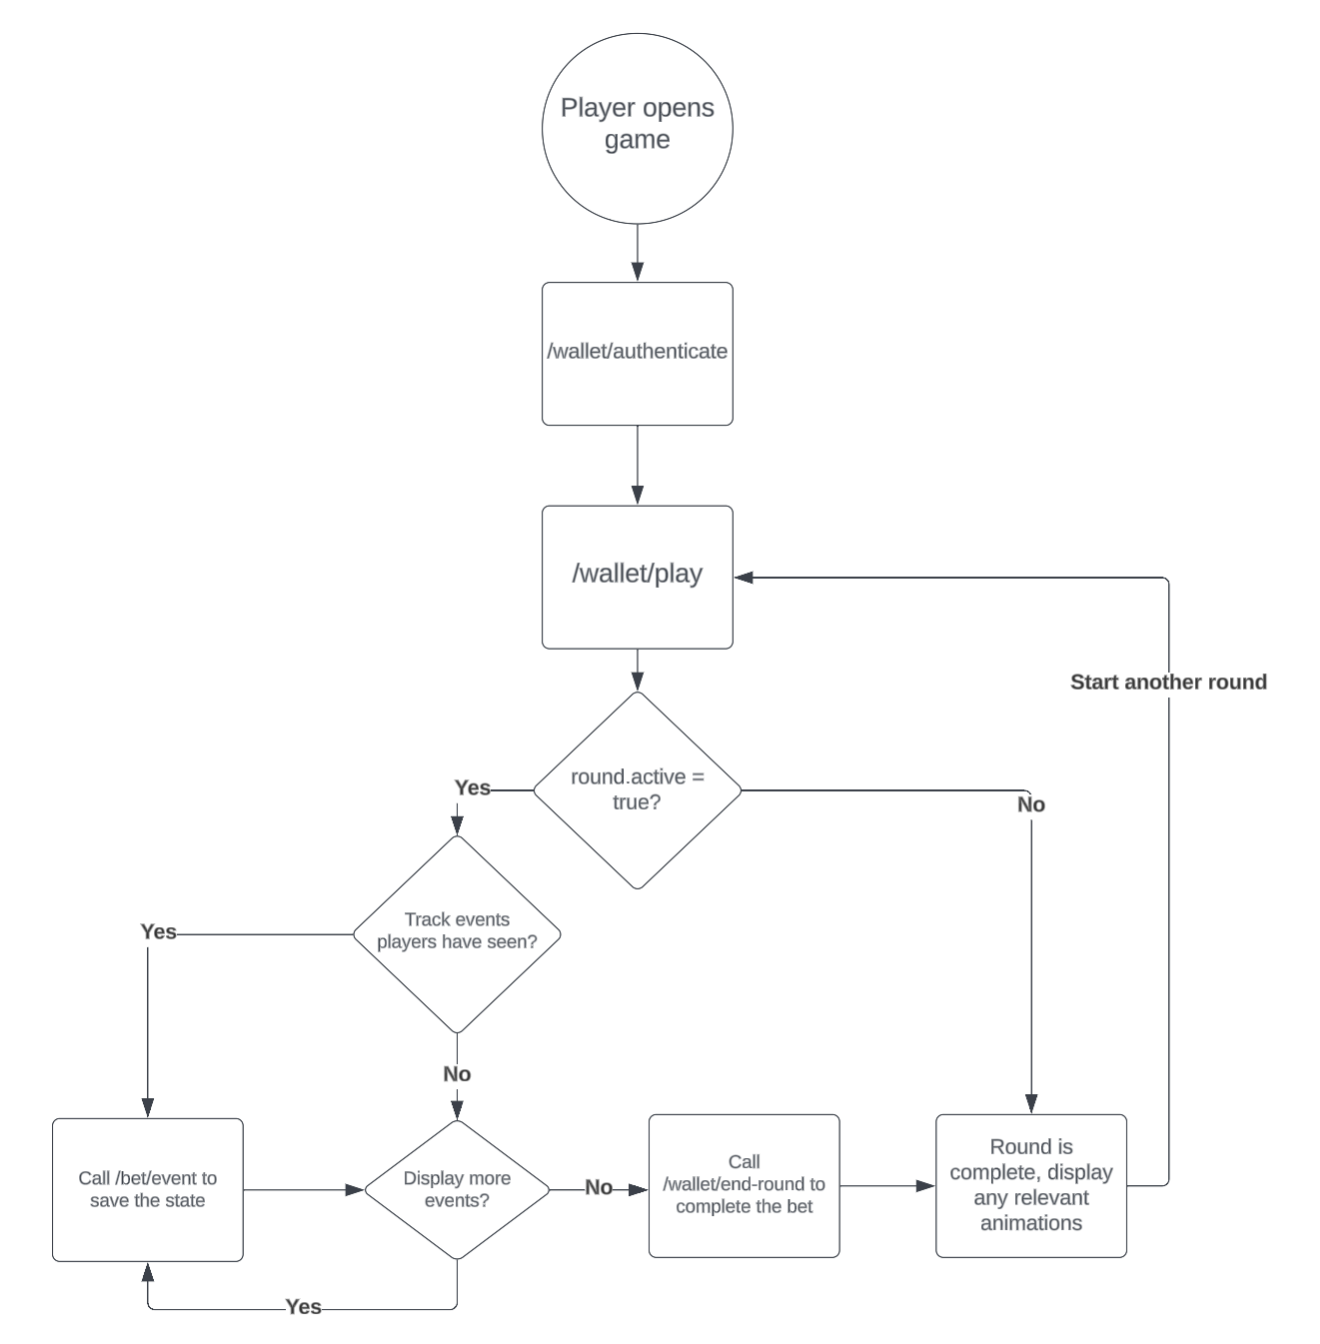 Player opens
game
/wallet/authenticate
/wallet/play
Start another round
round.active =
true?
Yes
No
Track events
players have seen?
Yes
No
Call /bet/event to
save the state
Display more
events?
No
Call
/wallet/end-round to
complete the bet
Round is
complete, display
any relevant
animations
Yes